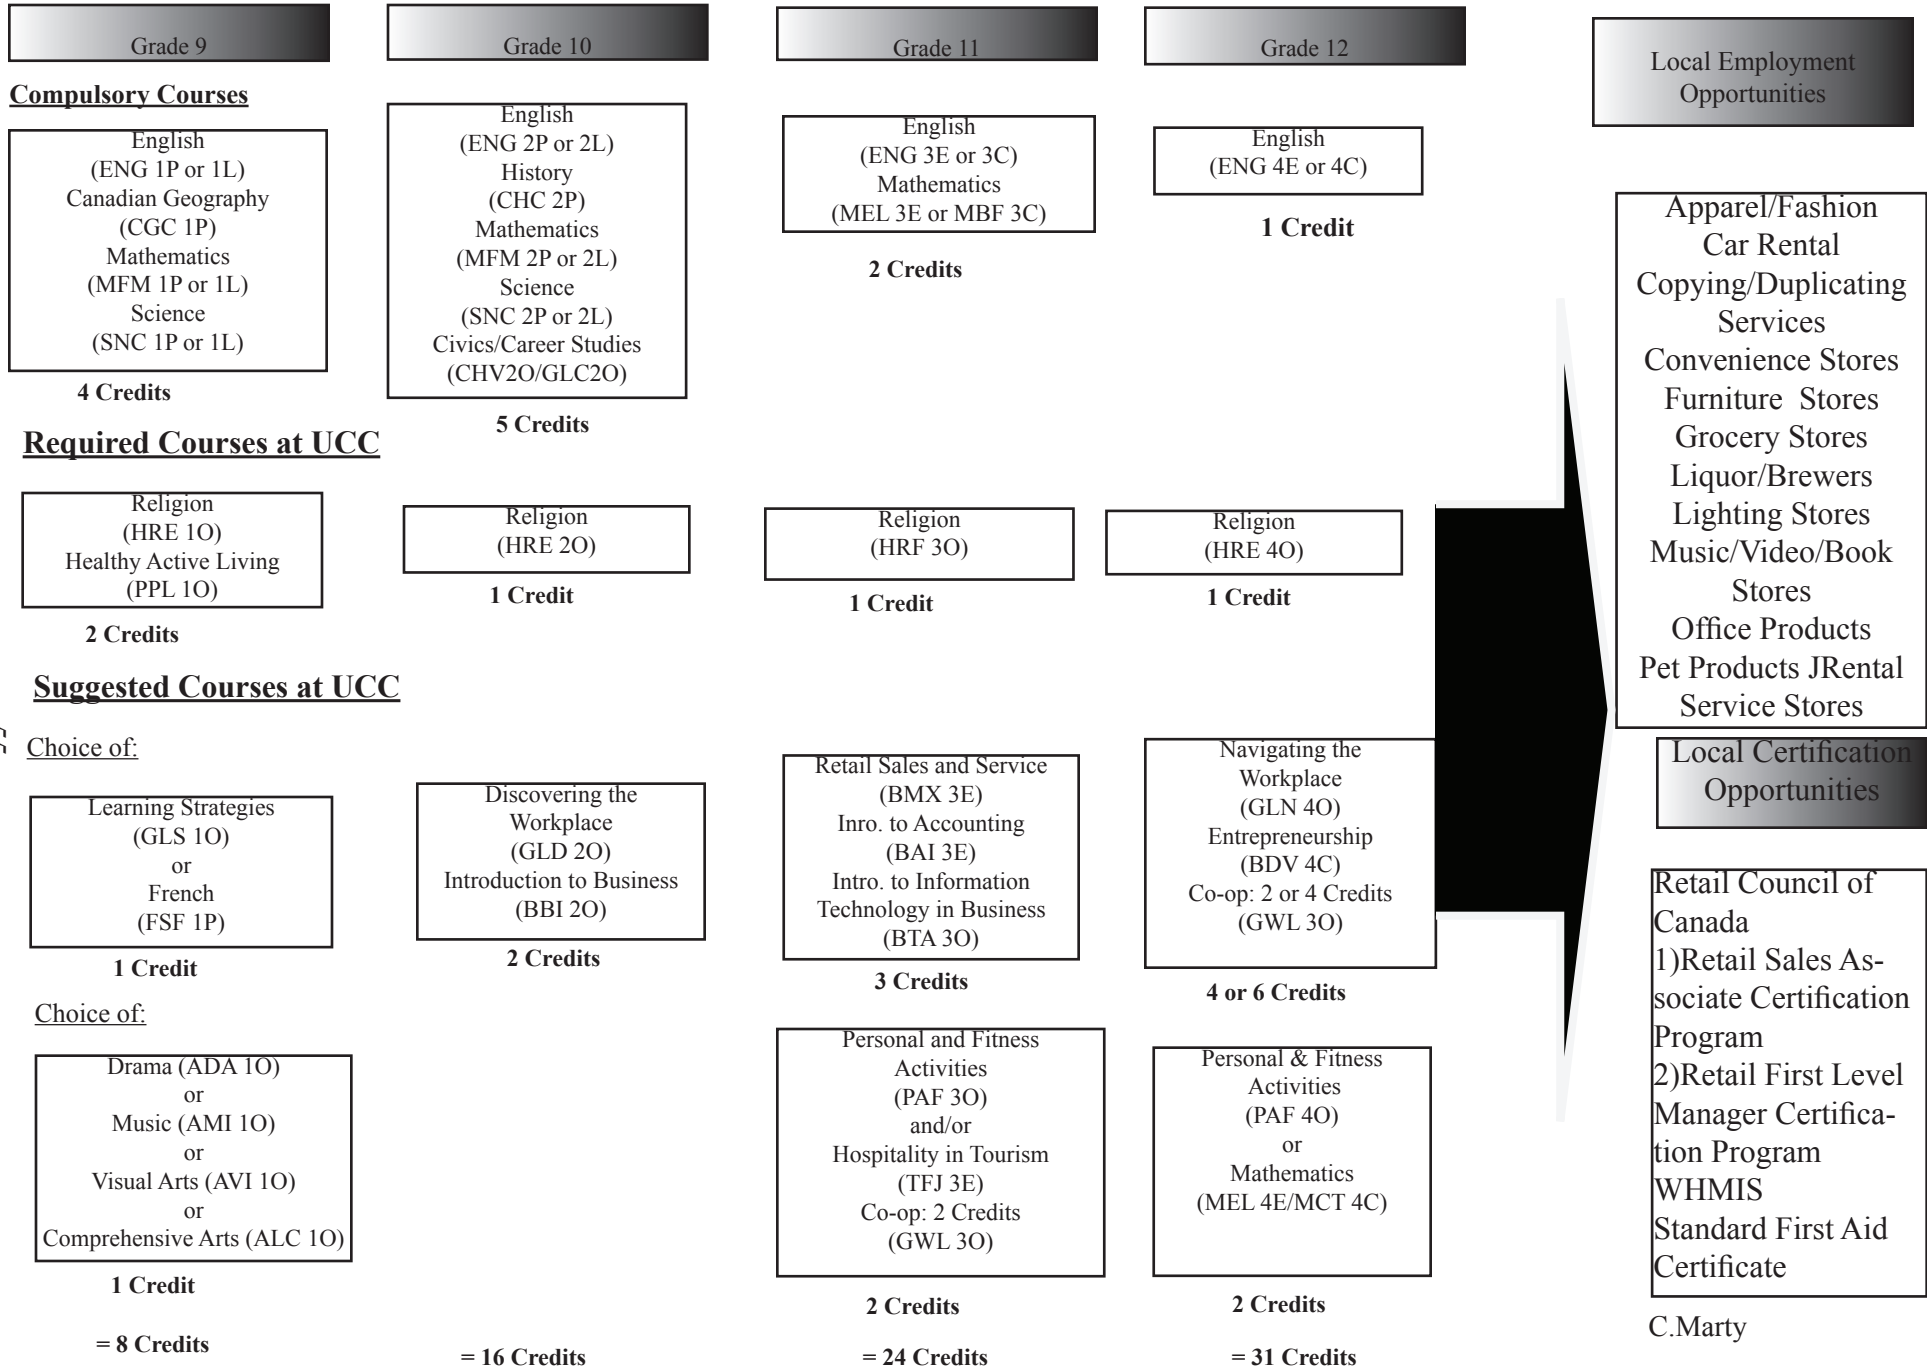 Grade 9
Grade 10
Grade 11
Grade 12
Local Employment
Opportunities
Compulsory Courses
English
(ENG 1P or 1L)
Canadian Geography
(CGC 1P)
Mathematics
(MFM 1P or 1L)
Science
(SNC 1P or 1L)
4 Credits
English
(ENG 2P or 2L)
History
(CHC 2P)
Mathematics
(MFM 2P or 2L)
Science
(SNC 2P or 2L)
Civics/Career Studies
(CHV2O/GLC2O)
5 Credits
English
(ENG 3E or 3C)
Mathematics
(MEL 3E or MBF 3C)
2 Credits
English
(ENG 4E or 4C)
1 Credit
Required Courses at UCC
Religion
(HRE 1O)
Healthy Active Living
(PPL 1O)
2 Credits
Religion
(HRE 2O)
1 Credit
Religion
(HRF 3O)
1 Credit
Religion
(HRE 4O)
1 Credit
Suggested Courses at UCC
Choice of:
Learning Strategies
(GLS 1O)
or
French
(FSF 1P)
1 Credit
Discovering the
Workplace
(GLD 2O)
Introduction to Business
(BBI 2O)
2 Credits
Retail Sales and Service
(BMX 3E)
Inro. to Accounting
(BAI 3E)
Intro. to Information
Technology in Business
(BTA 3O)
3 Credits
Navigating the
Workplace
(GLN 4O)
Entrepreneurship
(BDV 4C)
Co-op: 2 or 4 Credits
(GWL 3O)
4 or 6 Credits
Choice of:
Drama (ADA 1O)
or
Music (AMI 1O)
or
Visual Arts (AVI 1O)
or
Comprehensive Arts (ALC 1O)
1 Credit
Personal and Fitness
Activities
(PAF 3O)
and/or
Hospitality in Tourism
(TFJ 3E)
Co-op: 2 Credits
(GWL 3O)
2 Credits
Personal & Fitness
Activities
(PAF 4O)
or
Mathematics
(MEL 4E/MCT 4C)
2 Credits
= 8 Credits
= 16 Credits
= 24 Credits
= 31 Credits
Apparel/Fashion
Car Rental
Copying/Duplicating
Services
Convenience Stores
Furniture Stores
Grocery Stores
Liquor/Brewers
Lighting Stores
Music/Video/Book
Stores
Office Products
Pet Products JRental
Service Stores
Local Certification
Opportunities
Retail Council of
Canada
1)Retail Sales As-
sociate Certification
Program
2)Retail First Level
Manager Certifica-
tion Program
WHMIS
Standard First Aid
Certificate
C.Marty